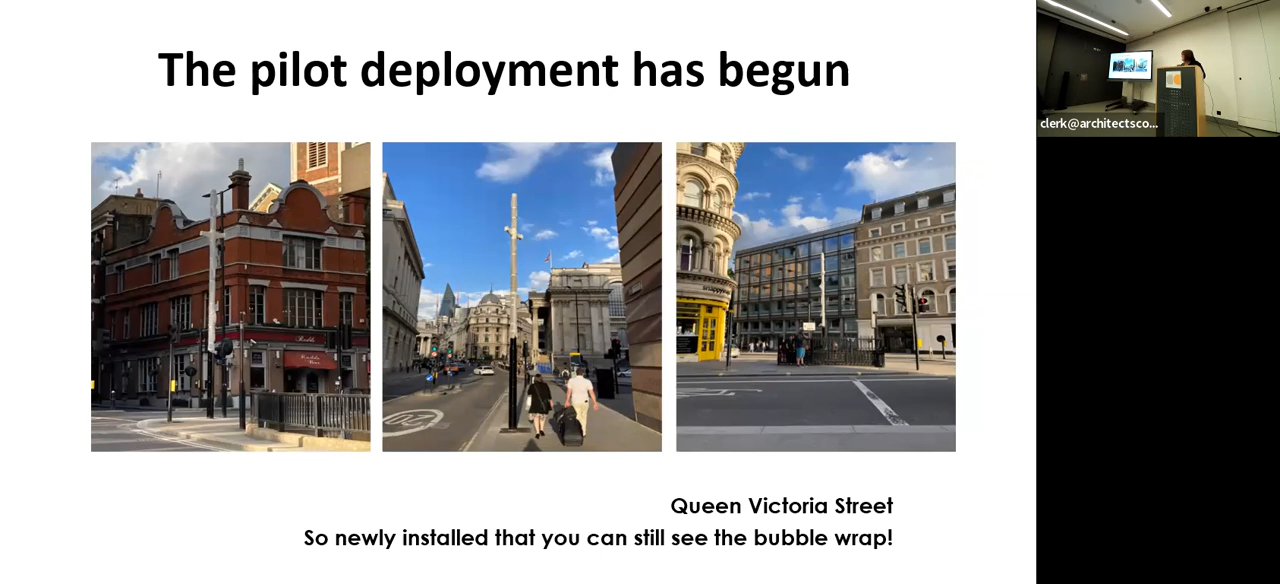 The pilot deployment has begun
clerk@architectsco...
20
Queen Victoria Street
So newly installed that you can still see the bubble wrap!